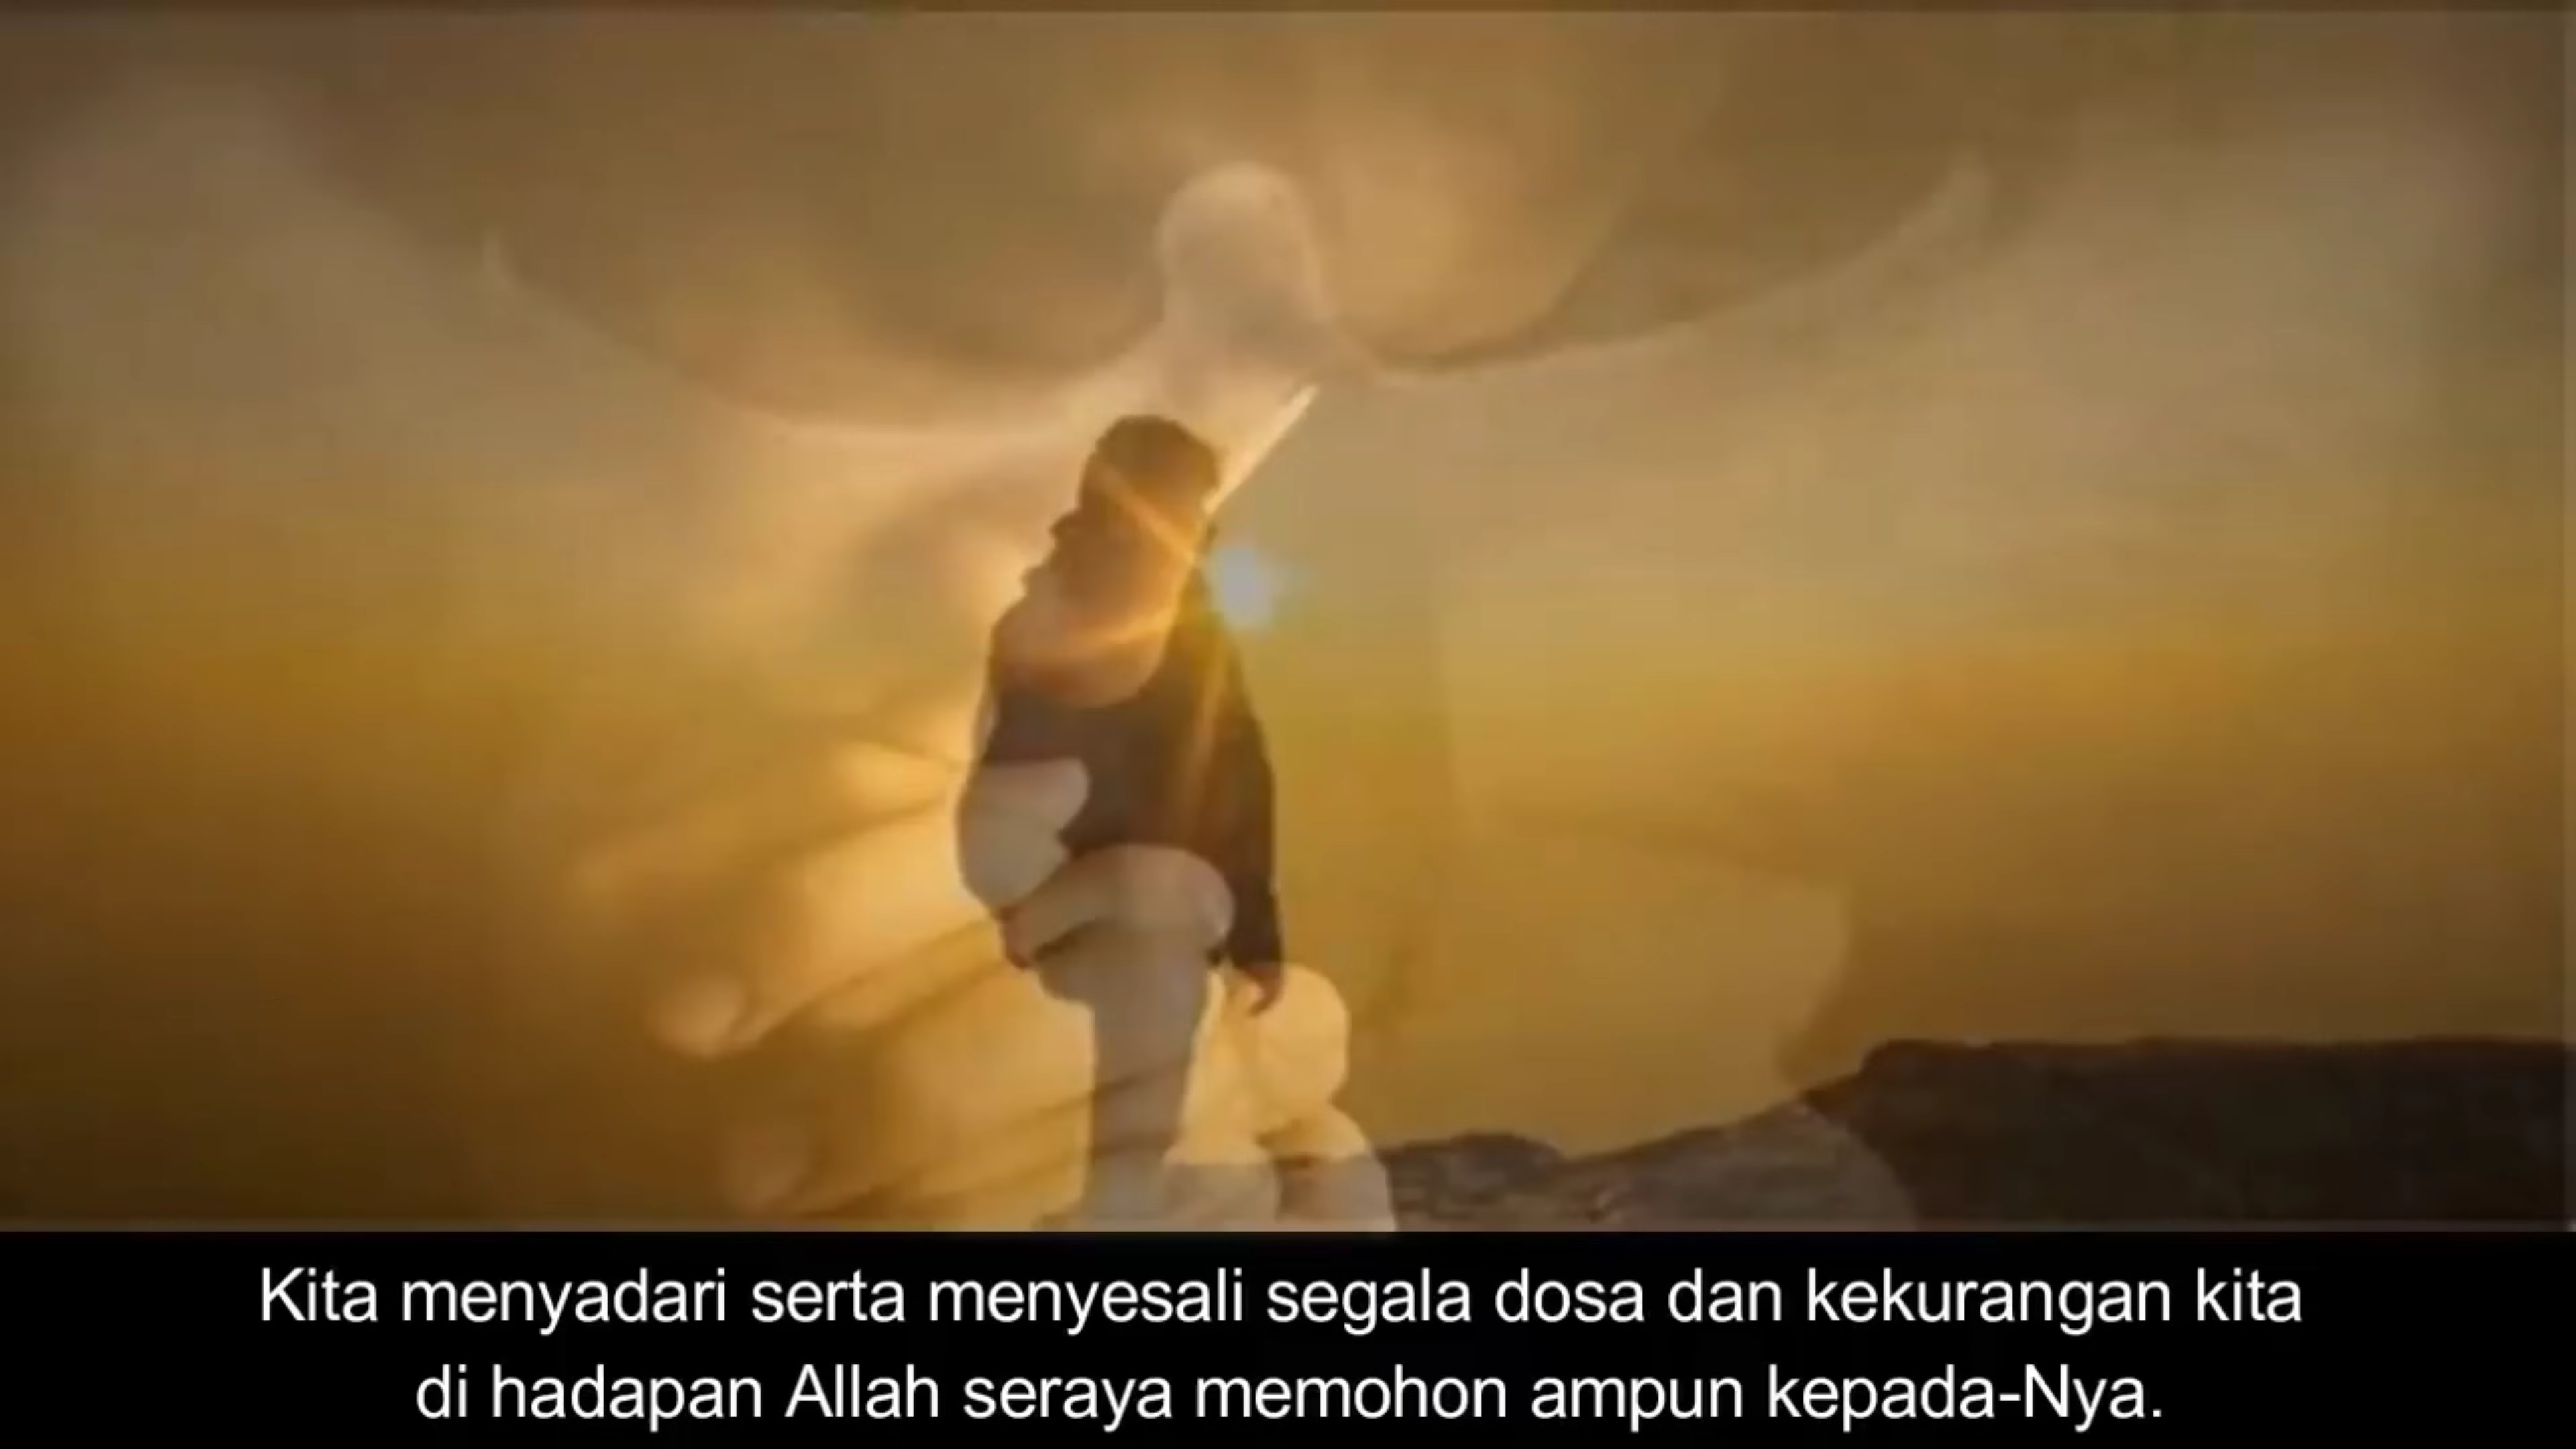 Kita menyadari serta menyesali segala dosa dan kekurangan kita
di hadapan Allah seraya memohon ampun kepada-Nya.